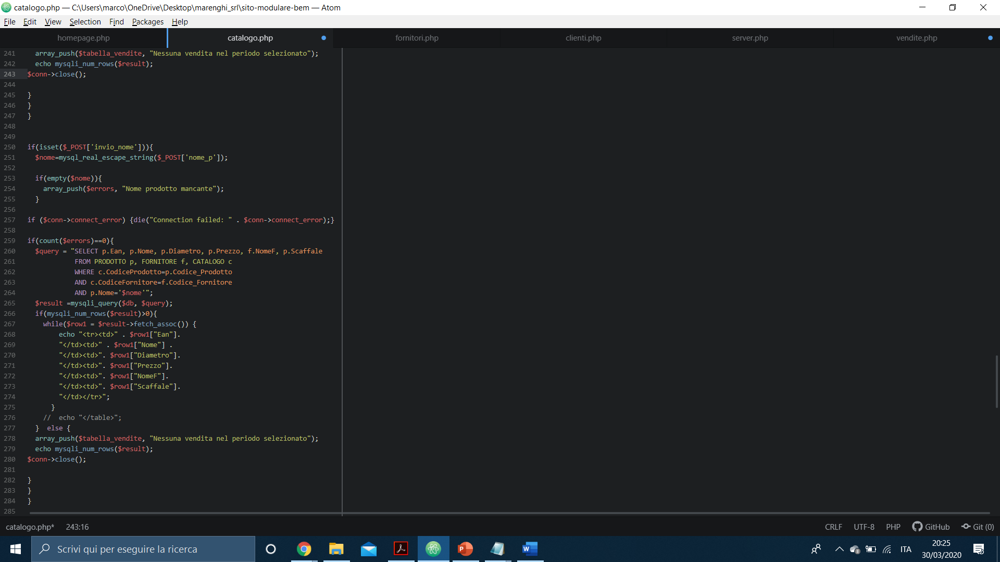 catalogo.php — C:\Users\marco\OneDrive\Desktop\marenghi_srl\sito-modulare-bem — Atom
File Edit View Selection Find Packages Help
homepage.php catalogo.php fornitori.php clienti.php server.php vendite.php
241 array_push($tabella_vendite, "Nessuna vendita nel periodo selezionato");
242 echo mysqli_num_rows($result);
243 $conn->close();
244
245 }
246 }
247 }
248
249
250 if(isset($_POST['invio_nome'])){
251 $nome=mysql_real_escape_string($_POST['nome_p']);
252
253 if(empty($nome)){
254 array_push($errors, "Nome prodotto mancante");
255 }
256
257 if ($conn->connect_error) {die("Connection failed: " . $conn->connect_error);}
258
259 if(count($errors)==0){
260 $query = "SELECT p.Ean, p.Nome, p.Diametro, p.Prezzo, f.NomeF, p.Scaffale
261 FROM PRODOTTO p, FORNITORE f, CATALOGO c
262 WHERE c.CodiceProdotto=p.Codice_Prodotto
263 AND c.CodiceFornitore=f.Codice_Fornitore
264 AND p.Nome='$nome'";
265 $result =mysqli_query($db, $query);
266 if(mysqli_num_rows($result)>0){
267 while($row1 = $result->fetch_assoc()) {
268 echo "<tr><td>" . $row1["Ean"].
269 "</td><td>" . $row1["Nome"] .
270 "</td><td>". $row1["Diametro"].
271 "</td><td>". $row1["Prezzo"].
272 "</td><td>". $row1["NomeF"].
273 "</td><td>". $row1["Scaffale"].
274 "</td></tr>";
275 }
276 // echo "</table>";
277 } else {
278 array_push($tabella_vendite, "Nessuna vendita nel periodo selezionato");
279 echo mysqli_num_rows($result);
280 $conn->close();
281
282 }
283 }
284 }
285
catalogo.php* 243:16 CRLF UTF-8 PHP GitHub Git (0)
Scrivi qui per eseguire la ricerca ITA 20:25
30/03/2020